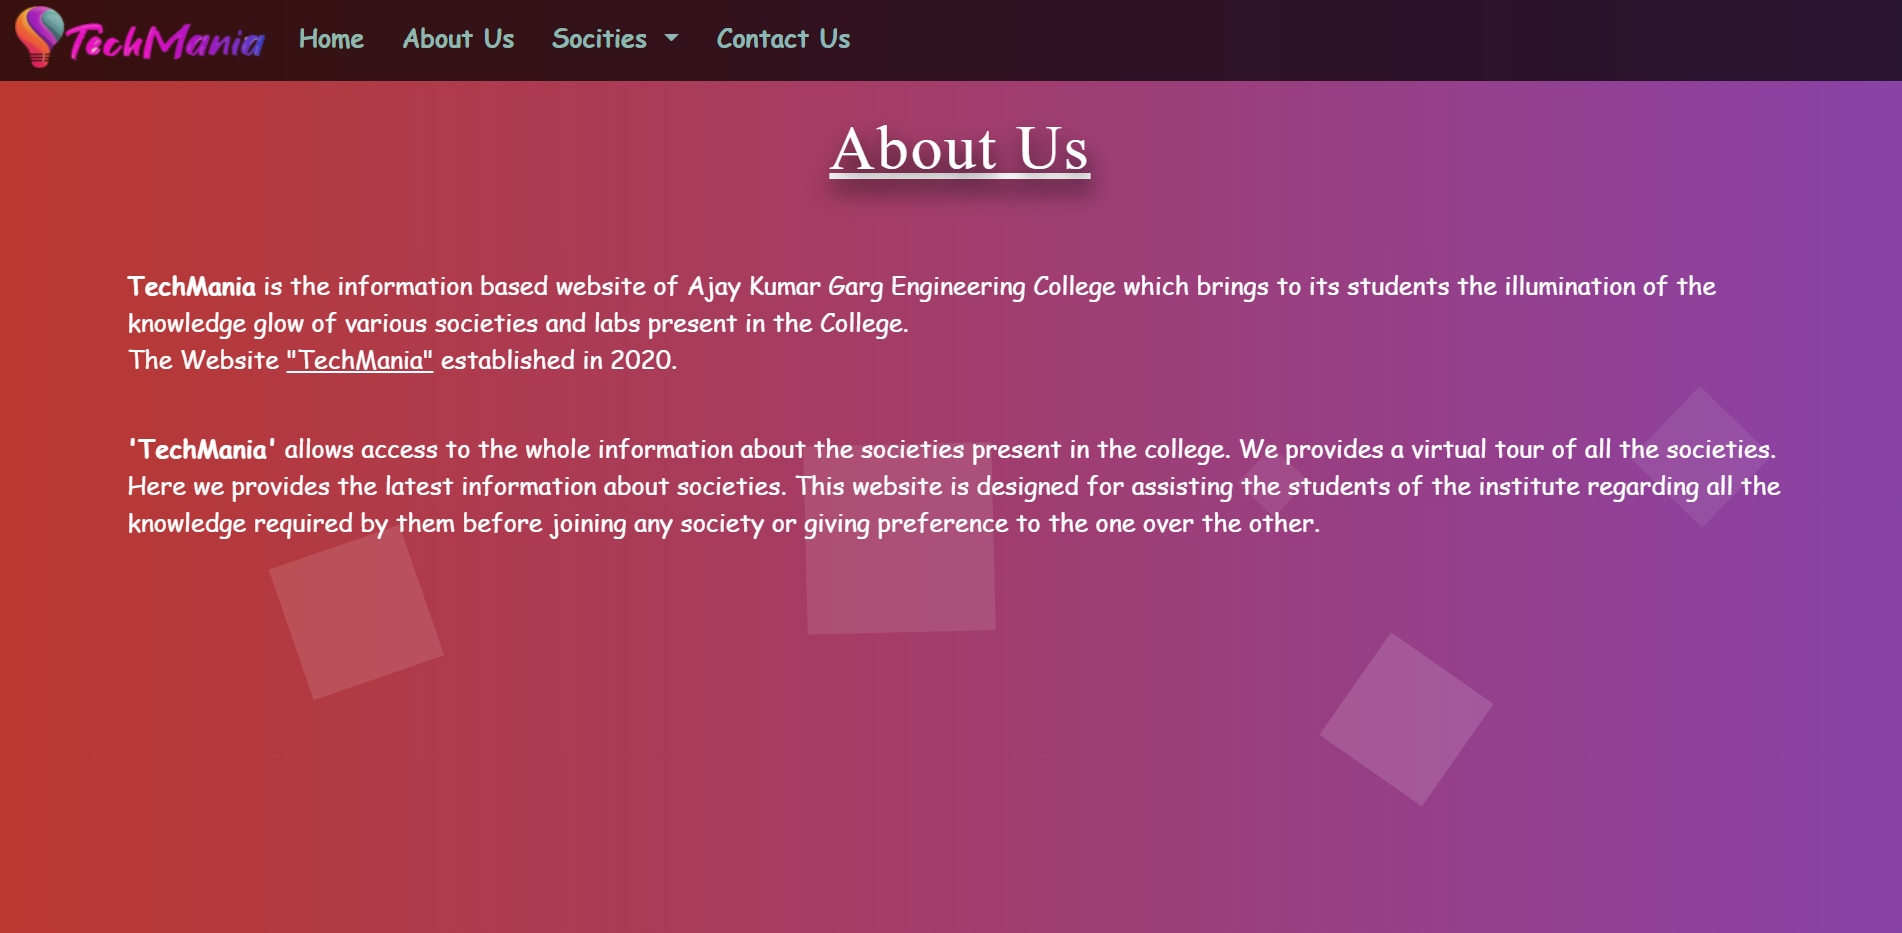 TechMania Home About Us Socities Contact Us
About Us
TechMania is the information based website of Ajay Kumar Garg Engineering College which brings to its students the illumination of the
knowledge glow of various societies and labs present in the College.
The Website "TechMania" established in 2020.
'TechMania' allows access to the whole information about the societies present in the college. We provides a virtual tour of all the societies.
Here we provides the latest information about societies. This website is designed for assisting the students of the institute regarding all the
knowledge required by them before joining any society or giving preference to the one over the other.